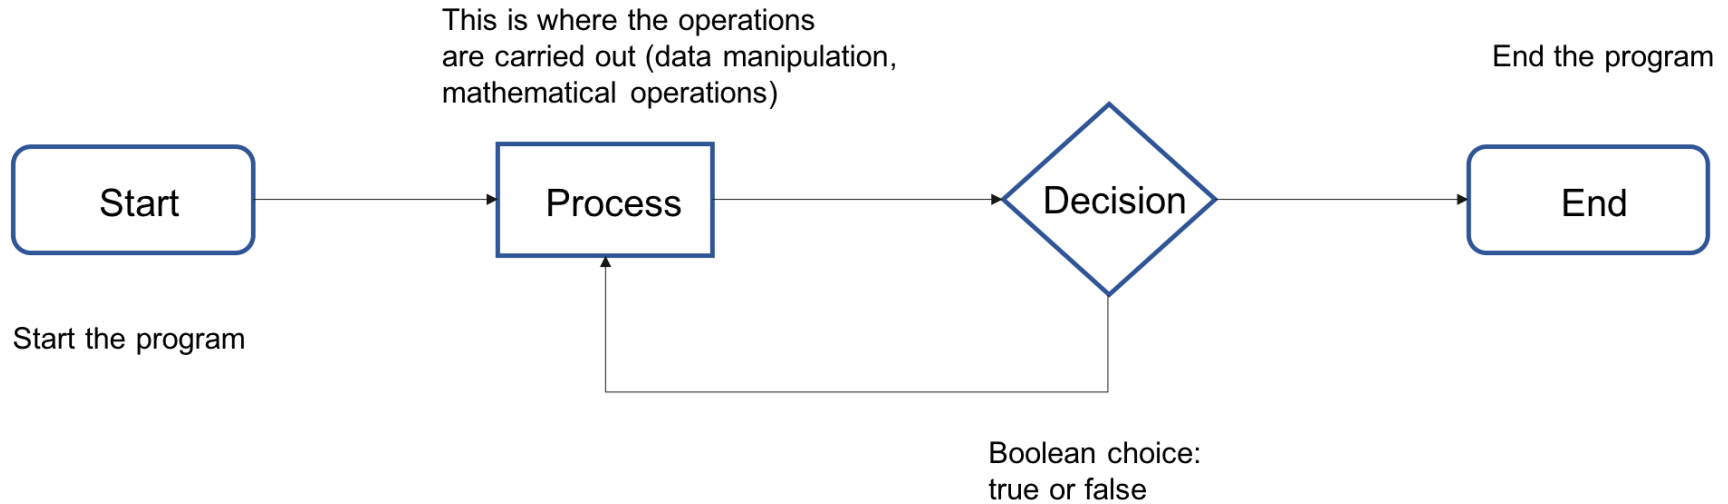 This is where the operations
are carried out (data manipulation,
mathematical operations)
End the program
Start
Process
Decision
End
Start the program
Boolean choice:
true or false